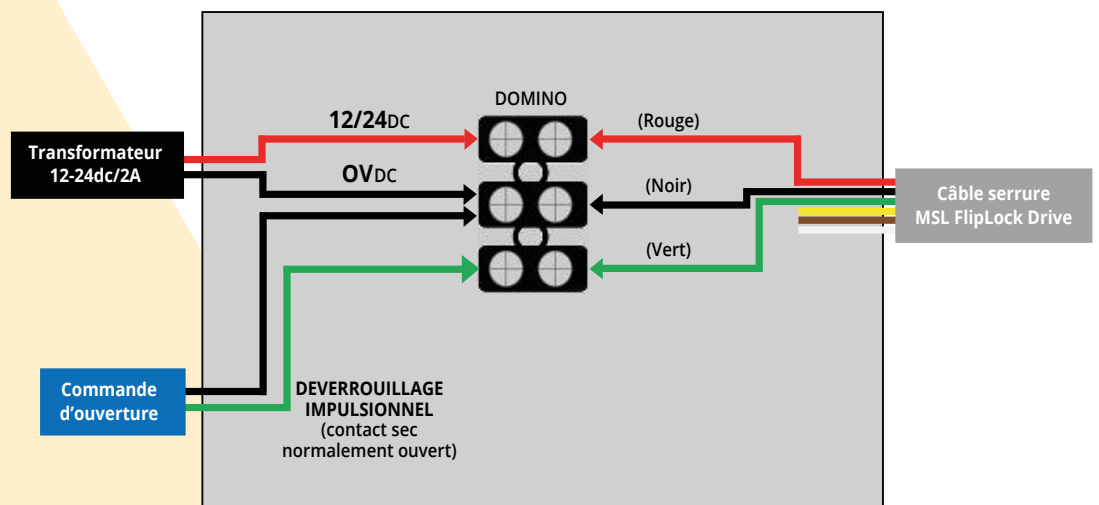 DOMINO
12/24DC
(Rouge)
Transformateur
12-24dc/2A
OVDC
(Noir)
Câble serrure
MSL FlipLock Drive
(Vert)
Commande
d'ouverture
DEVERROUILLAGE
IMPULSIONNEL
(contact sec
normalement ouvert)